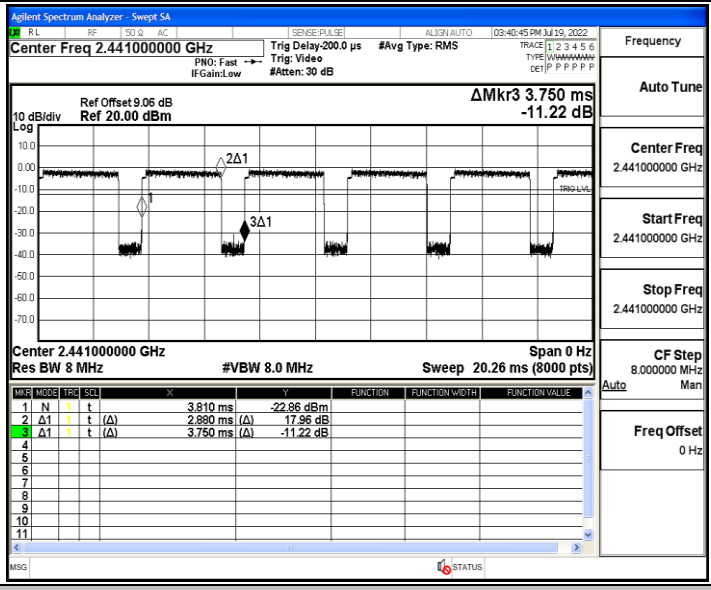 Agilent Spectrum Analyzer - Swept SA
LXI RL RF 50 Ω AC SENSE:PULSE ALIGN AUTO 03:40:45 PM Jul 19, 2022
Center Freq 2.441000000 GHz
PNO: Fast
IFGain:Low
Trig Delay-200.0 µs
Trig: Video
#Atten: 30 dB
#Avg Type: RMS
TRACE 1 2 3 4 5 6
TYPE
DET P P P P P P
Ref Offset 9.06 dB
10 dB/div Ref 20.00 dBm
Log
ΔMkr3 3.750 ms
-11.22 dB
10.0
0.00
-10.0
-20.0
-30.0
-40.0
-50.0
-60.0
-70.0
2Δ1
1
3Δ1
TRIG LVL
Center 2.441000000 GHz Span 0 Hz
Res BW 8 MHz #VBW 8.0 MHz Sweep 20.26 ms (8000 pts)
MKR MODE TRC SCL X Y FUNCTION FUNCTION WIDTH FUNCTION VALUE
1 N 1 t 3.810 ms -22.86 dBm
2 Δ1 1 t (Δ) 2.880 ms (Δ) 17.96 dB
3 Δ1 1 t (Δ) 3.750 ms (Δ) -11.22 dB
4
5
6
7
8
9
10
11
MSG STATUS
Frequency
Auto Tune
Center Freq
2.441000000 GHz
Start Freq
2.441000000 GHz
Stop Freq
2.441000000 GHz
CF Step
8.000000 MHz
Auto Man
Freq Offset
0 Hz